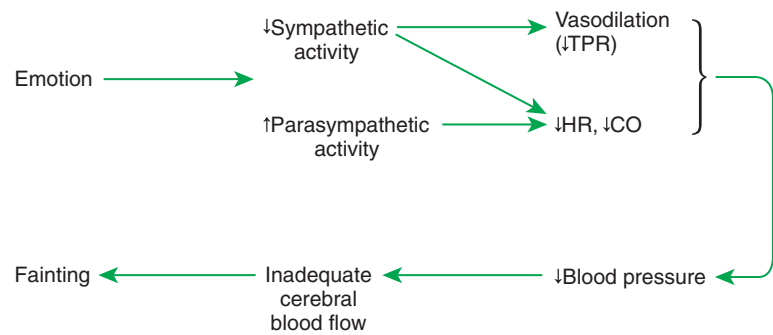 ↓Sympathetic
activity
Vasodilation
(↓TPR)
Emotion
↑Parasympathetic
activity
↓HR, ↓CO
Fainting
Inadequate
cerebral
blood flow
↓Blood pressure